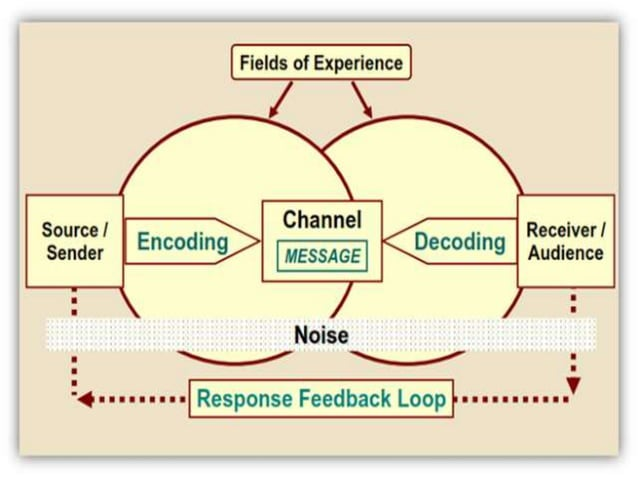 Fields of Experience
Source /
Sender
Encoding
Channel
MESSAGE
Decoding
Receiver /
Audience
Noise
Response Feedback Loop